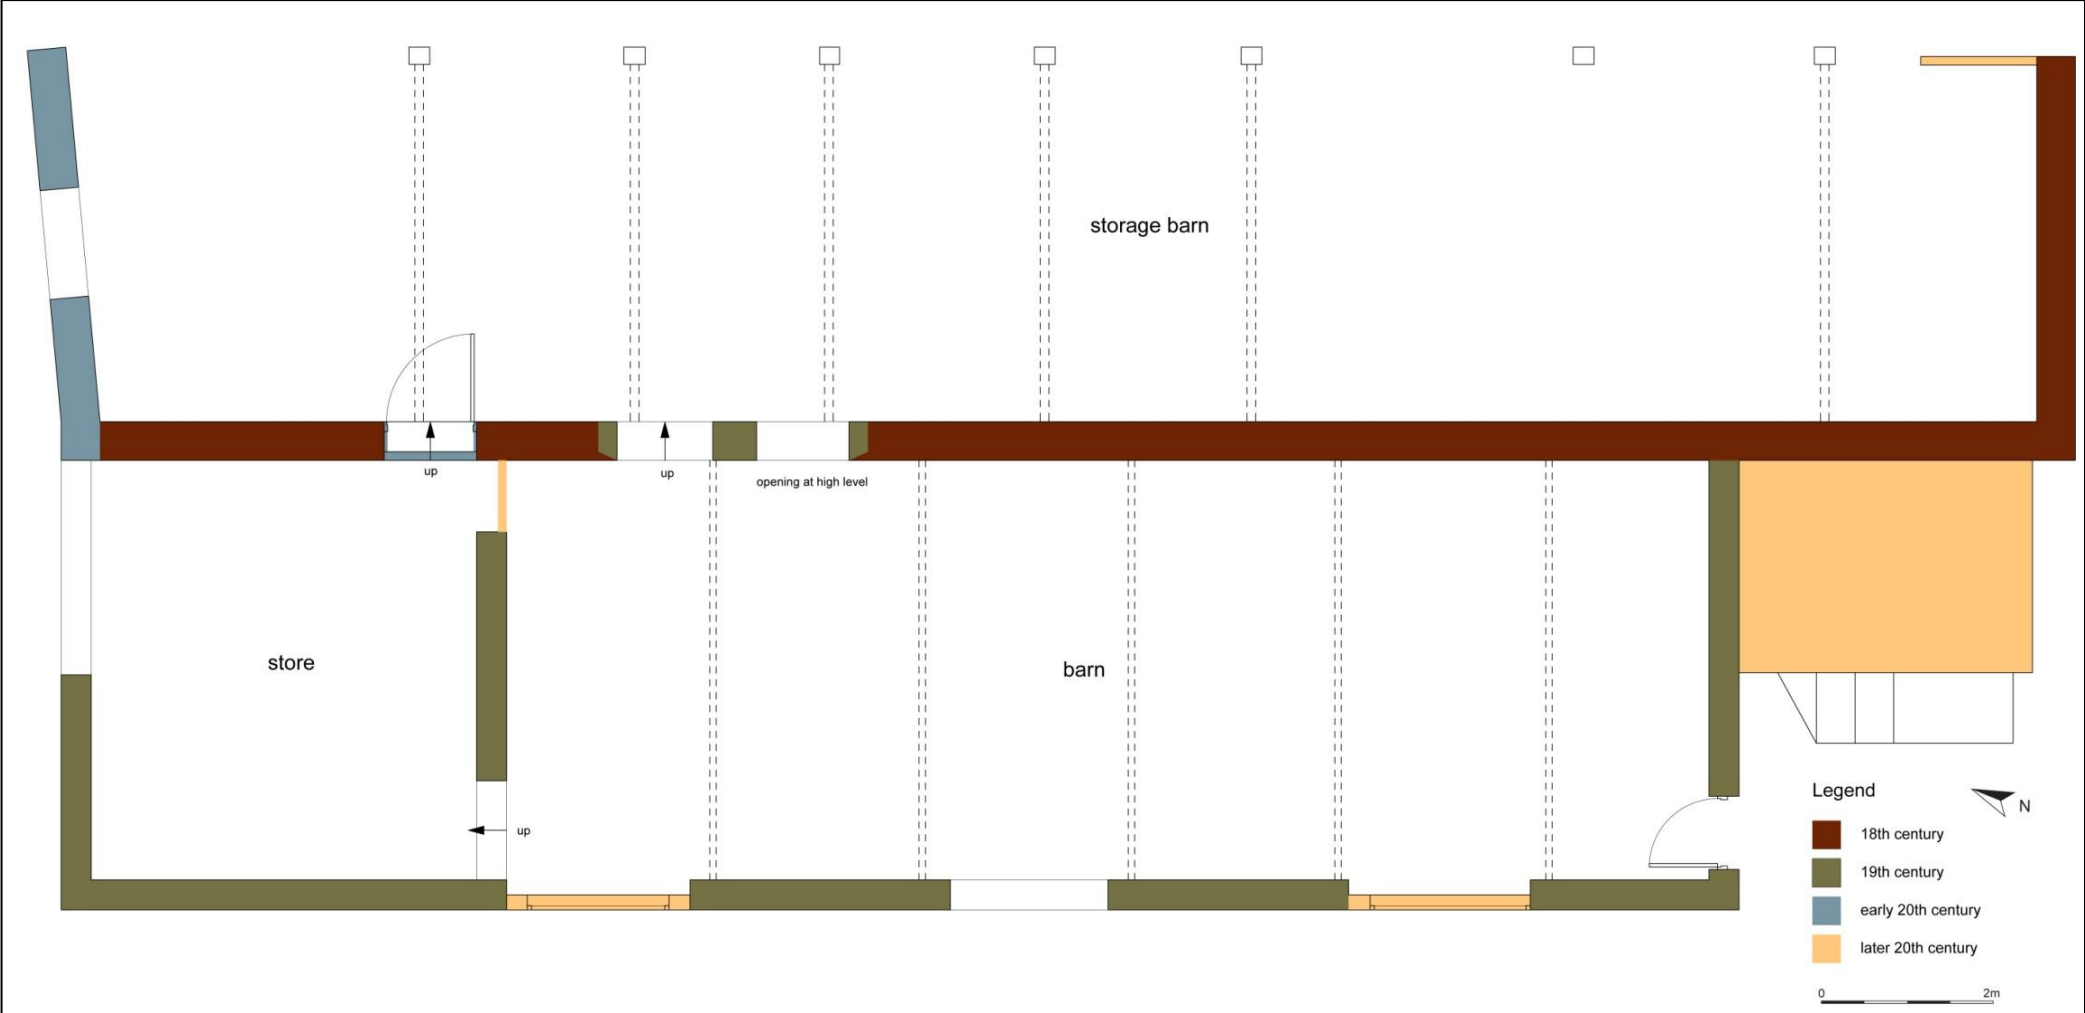 storage barn
up
up
opening at high level
store
barn
up
Legend
N
18th century
19th century
early 20th century
later 20th century
0 2m